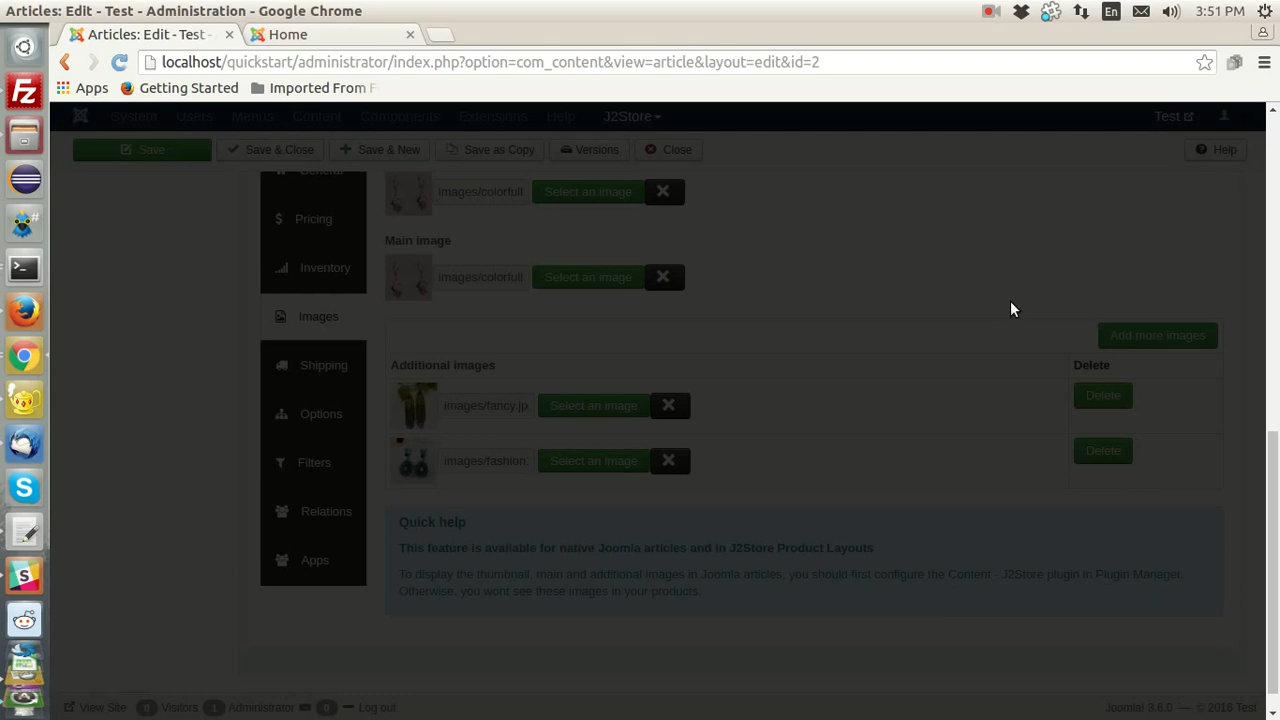 Articles: Edit - Test - Administration - Google Chrome
En
3:51 PM
Articles: Edit - Test -
Home
localhost/quickstart/administrator/index.php?option=com_content&view=article&layout=edit&id=2
Apps
Getting Started
Imported From F
System
Users
Menus
Content
Components
Extensions
Help
J2Store
Test
Save
Save & Close
Save & New
Save as Copy
Versions
Close
Help
General
images/colorfull
Select an image
Pricing
Main image
Inventory
images/colorfull
Select an image
Images
Add more images
Shipping
Additional images
Delete
images/fancy.jp
Select an image
Delete
Options
images/fashion:
Select an image
Delete
Filters
Relations
Quick help
This feature is available for native Joomla articles and in J2Store Product Layouts
Apps
To display the thumbnail, main and additional images in Joomla articles, you should first configure the Content - J2Store plugin in Plugin Manager.
Otherwise, you wont see these images in your products.
View Site
0 Visitors
1 Administrator
0
Log out
Joomla! 3.6.0 — © 2016 Test